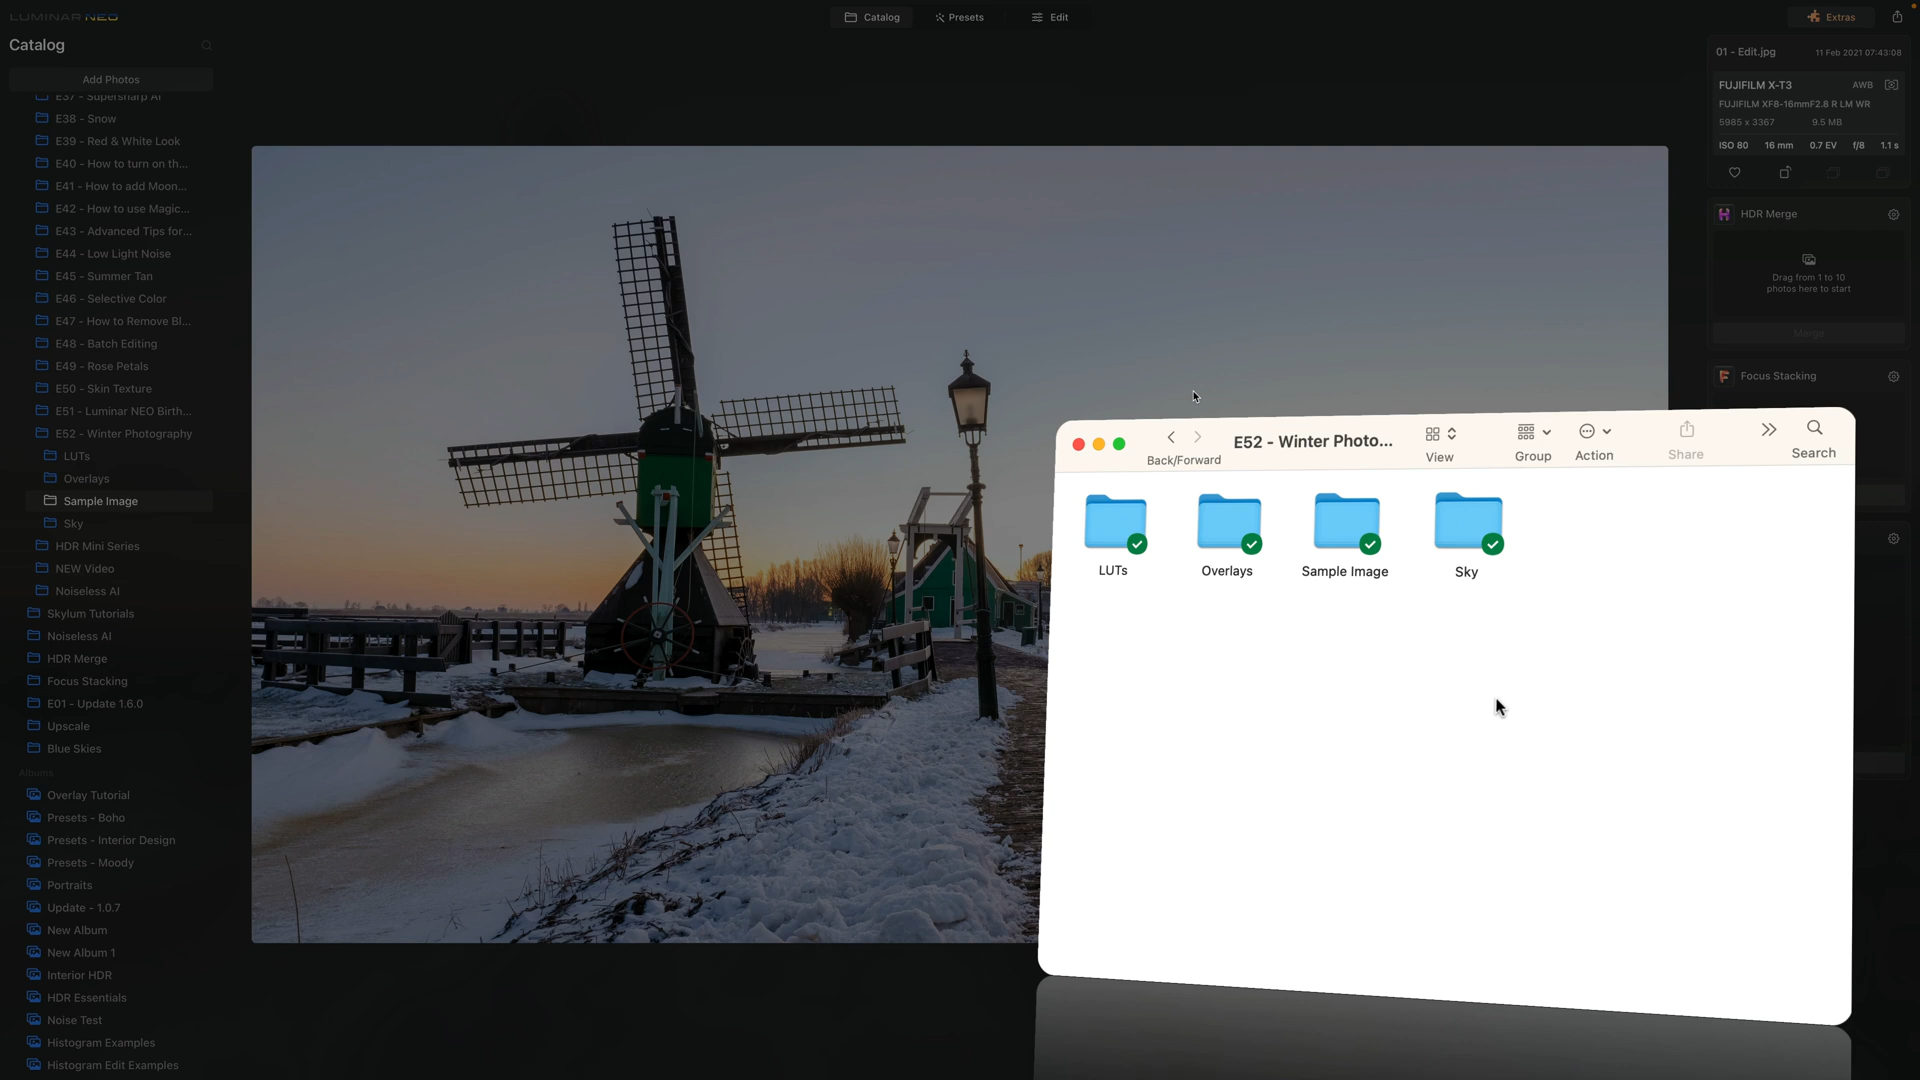 LUMINAR NEO
Catalog
Presets
Edit
Extras
Catalog
Add Photos
E37 - Supersharp AI
E38 - Snow
E39 - Red & White Look
E40 - How to turn on th...
E41 - How to add Moon...
E42 - How to use Magic...
E43 - Advanced Tips for...
E44 - Low Light Noise
E45 - Summer Tan
E46 - Selective Color
E47 - How to Remove Bl...
E48 - Batch Editing
E49 - Rose Petals
E50 - Skin Texture
E51 - Luminar NEO Birth...
E52 - Winter Photography
LUTs
Overlays
Sample Image
Sky
HDR Mini Series
NEW Video
Noiseless AI
Skylum Tutorials
Noiseless AI
HDR Merge
Focus Stacking
E01 - Update 1.6.0
Upscale
Blue Skies
Albums
Overlay Tutorial
Presets - Boho
Presets - Interior Design
Presets - Moody
Portraits
Update - 1.0.7
New Album
New Album 1
Interior HDR
HDR Essentials
Noise Test
Histogram Examples
Histogram Edit Examples
01 - Edit.jpg
11 Feb 2021 07:43:08
FUJIFILM X-T3
AWB
FUJIFILM XF8-16mmF2.8 R LM WR
5985 x 3367
9.5 MB
ISO 80
16 mm
0.7 EV
f/8
1.1 s
HDR Merge
Drag from 1 to 10
photos here to start
Merge
Focus Stacking
Back/Forward
E52 - Winter Photo...
View
Group
Action
Share
Search
LUTs
Overlays
Sample Image
Sky